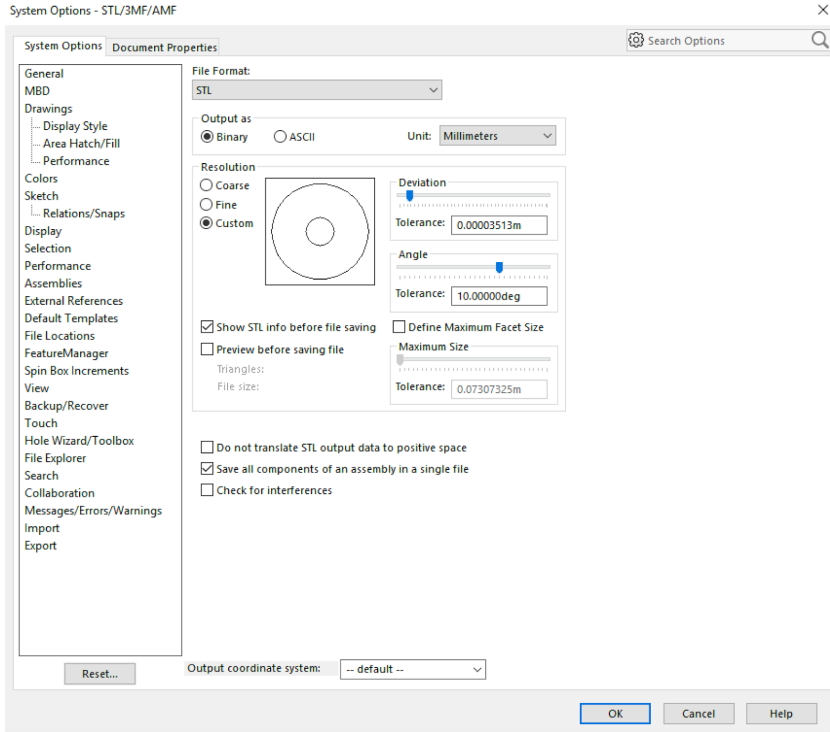 System Options - STL/3MF/AMF
System Options
Document Properties
Search Options
General
MBD
Drawings
Display Style
Area Hatch/Fill
Performance
Colors
Sketch
Relations/Snaps
Display
Selection
Performance
Assemblies
External References
Default Templates
File Locations
FeatureManager
Spin Box Increments
View
Backup/Recover
Touch
Hole Wizard/Toolbox
File Explorer
Search
Collaboration
Messages/Errors/Warnings
Import
Export
Reset...
File Format:
STL
Output as
Binary
ASCII
Unit: Millimeters
Resolution
Coarse
Fine
Custom
Deviation
Tolerance: 0.00003513m
Angle
Tolerance: 10.00000deg
Show STL info before file saving
Define Maximum Facet Size
Preview before saving file
Triangles:
File size:
Maximum Size
Tolerance: 0.07307325m
Do not translate STL output data to positive space
Save all components of an assembly in a single file
Check for interferences
Output coordinate system: -- default --
OK
Cancel
Help